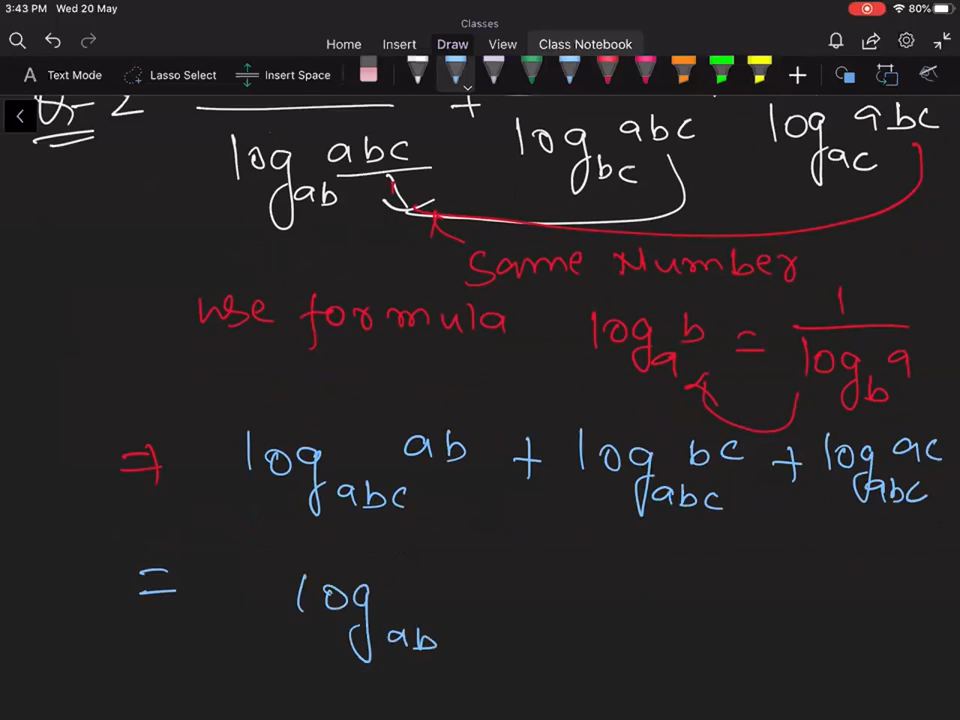 3:43 PM Wed 20 May
80%
Classes
Home Insert Draw View Class Notebook
Text Mode Lasso Select Insert Space
2 +
log_ab abc log_bc abc log_ac abc
Same Number
use formula log_a b = 1/log_b a
⇒ log_abc ab + log_abc bc + log_abc ac
= log_ab